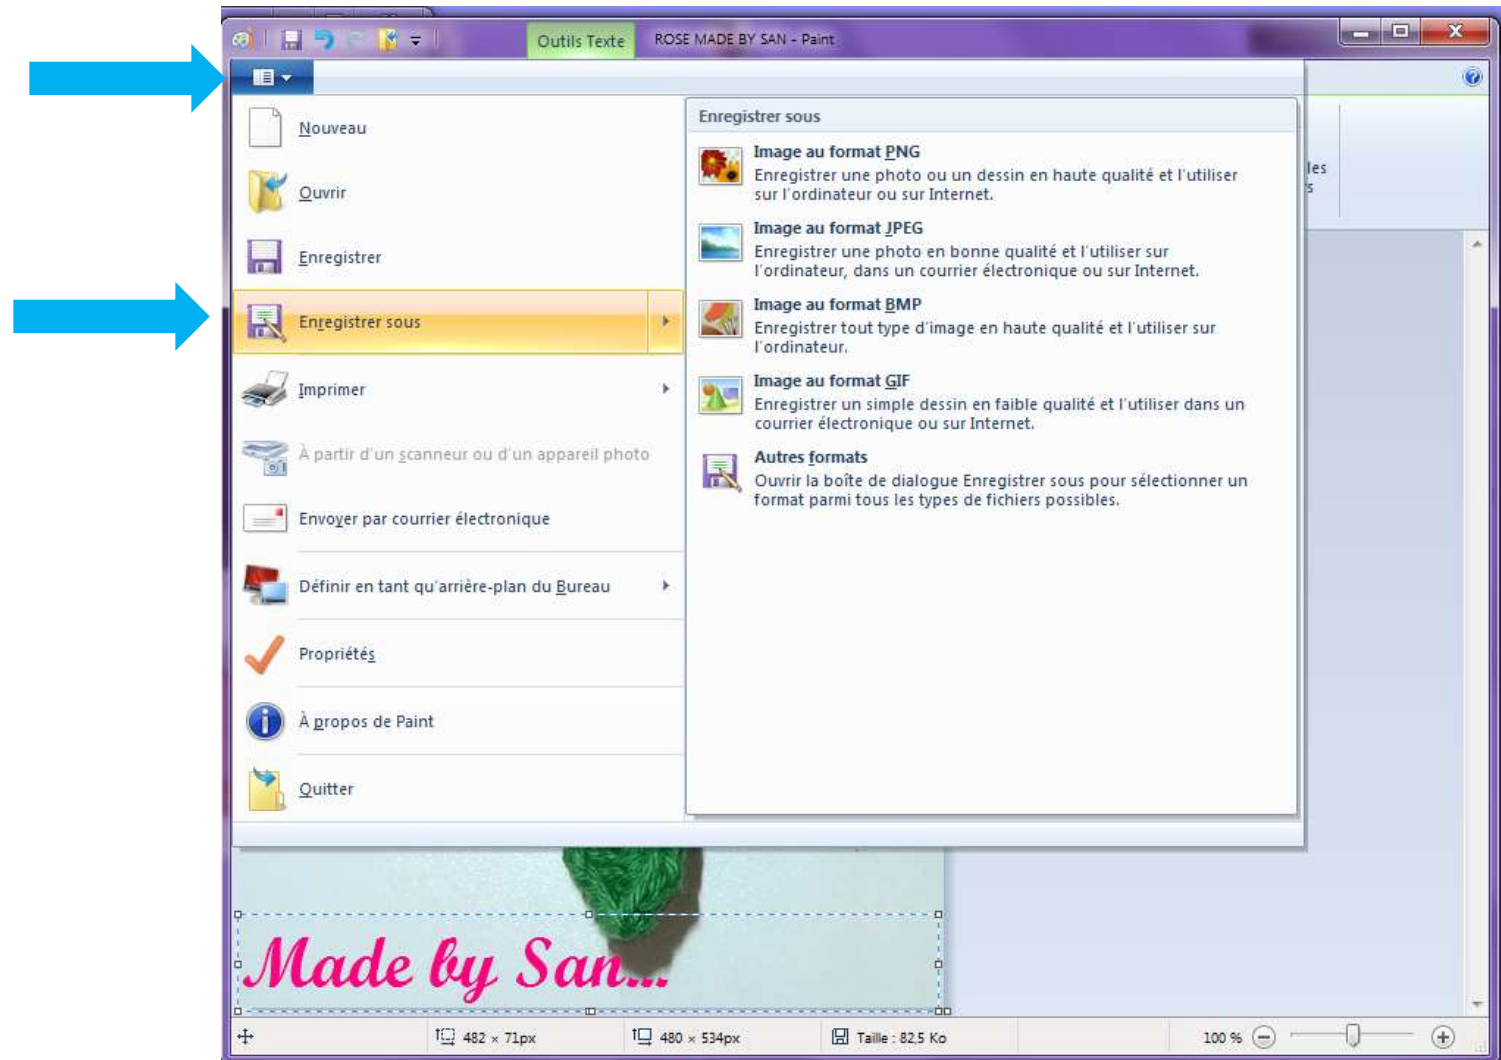 Outils Texte
ROSE MADE BY SAN - Paint
Nouveau
Ouvrir
Enregistrer
Enregistrer sous
Imprimer
À partir d'un scanneur ou d'un appareil photo
Envoyer par courrier électronique
Définir en tant qu'arrière-plan du Bureau
Propriétés
À propos de Paint
Quitter
Enregistrer sous
Image au format PNG
Enregistrer une photo ou un dessin en haute qualité et l'utiliser
sur l'ordinateur ou sur Internet.
Image au format JPEG
Enregistrer une photo en bonne qualité et l'utiliser sur
l'ordinateur, dans un courrier électronique ou sur Internet.
Image au format BMP
Enregistrer tout type d'image en haute qualité et l'utiliser sur
l'ordinateur.
Image au format GIF
Enregistrer un simple dessin en faible qualité et l'utiliser dans un
courrier électronique ou sur Internet.
Autres formats
Ouvrir la boîte de dialogue Enregistrer sous pour sélectionner un
format parmi tous les types de fichiers possibles.
les
Made by San...
482 × 71px
480 × 534px
Taille : 82,5 Ko
100 %